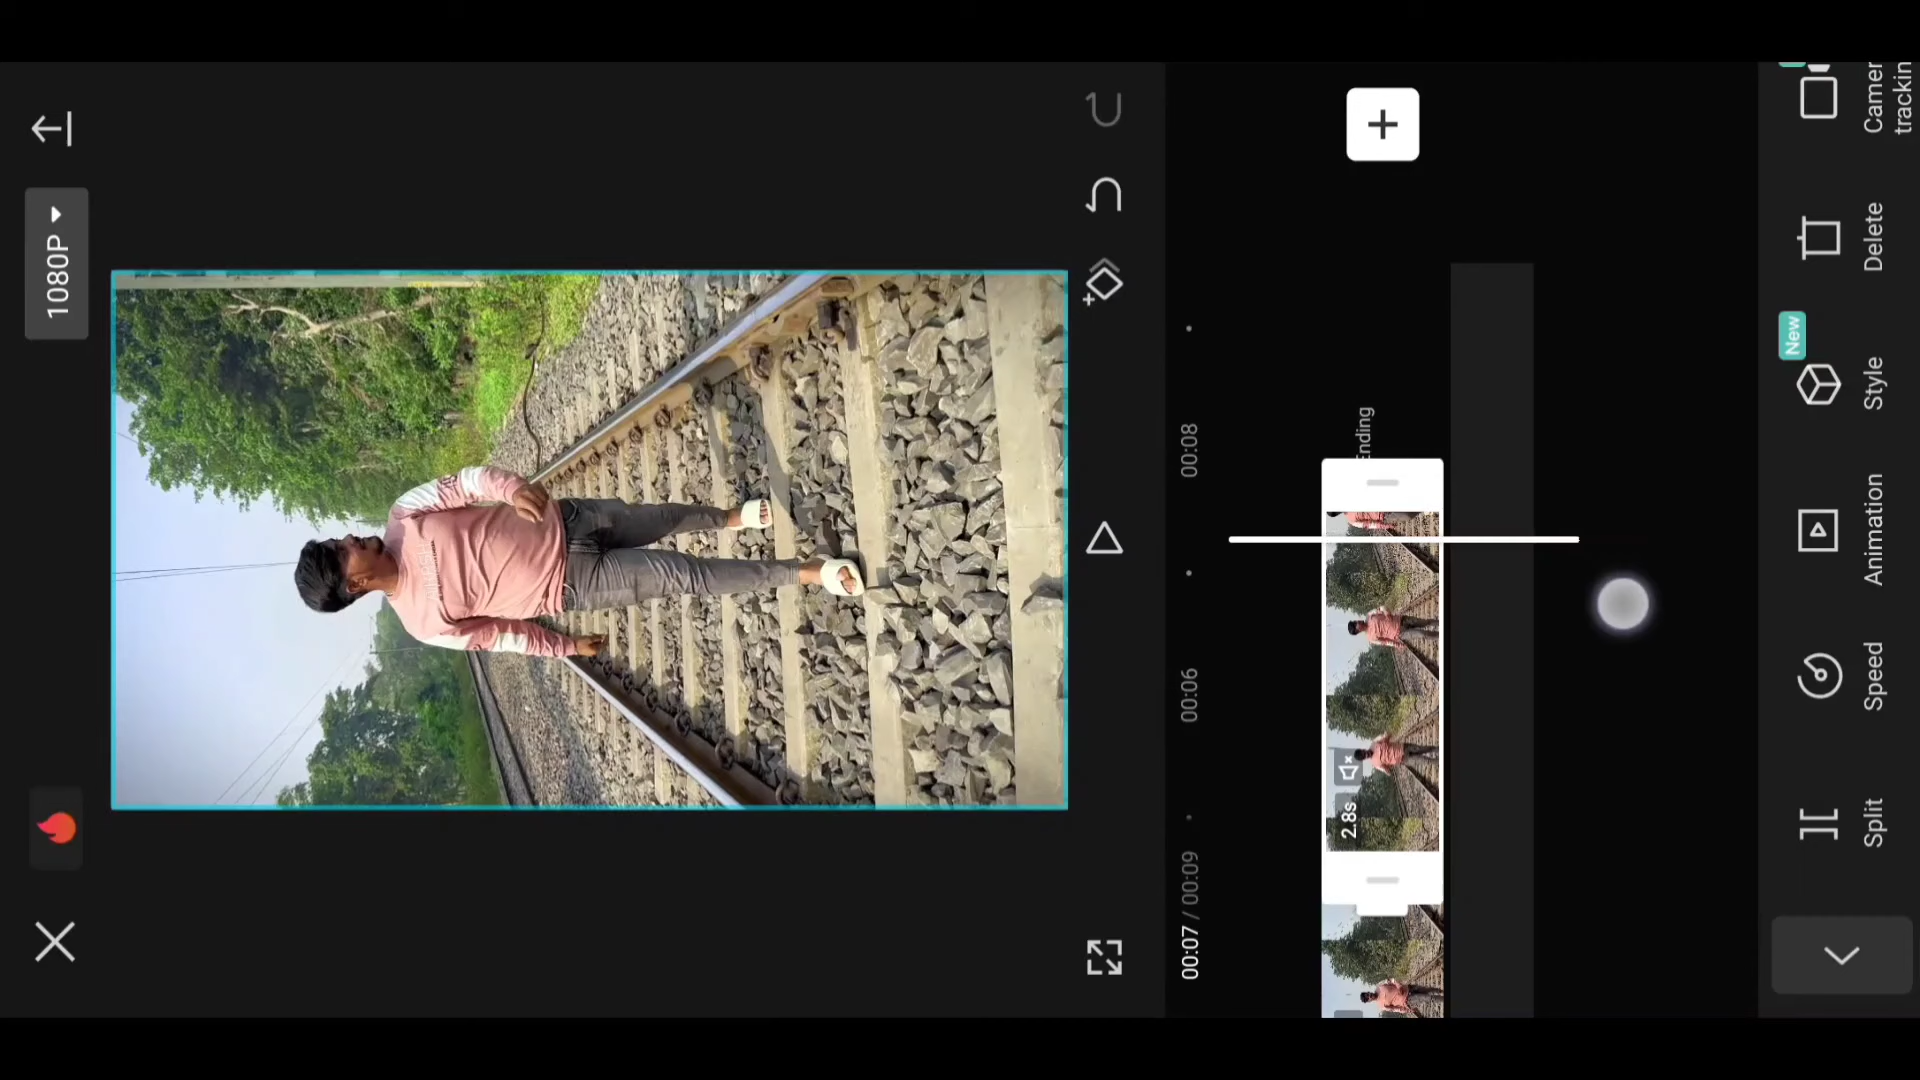 1080P
00:07 / 00:09
00:06
00:08
2.8s
Ending
Split
Speed
Animation
New
Style
Delete
Camer
trackin